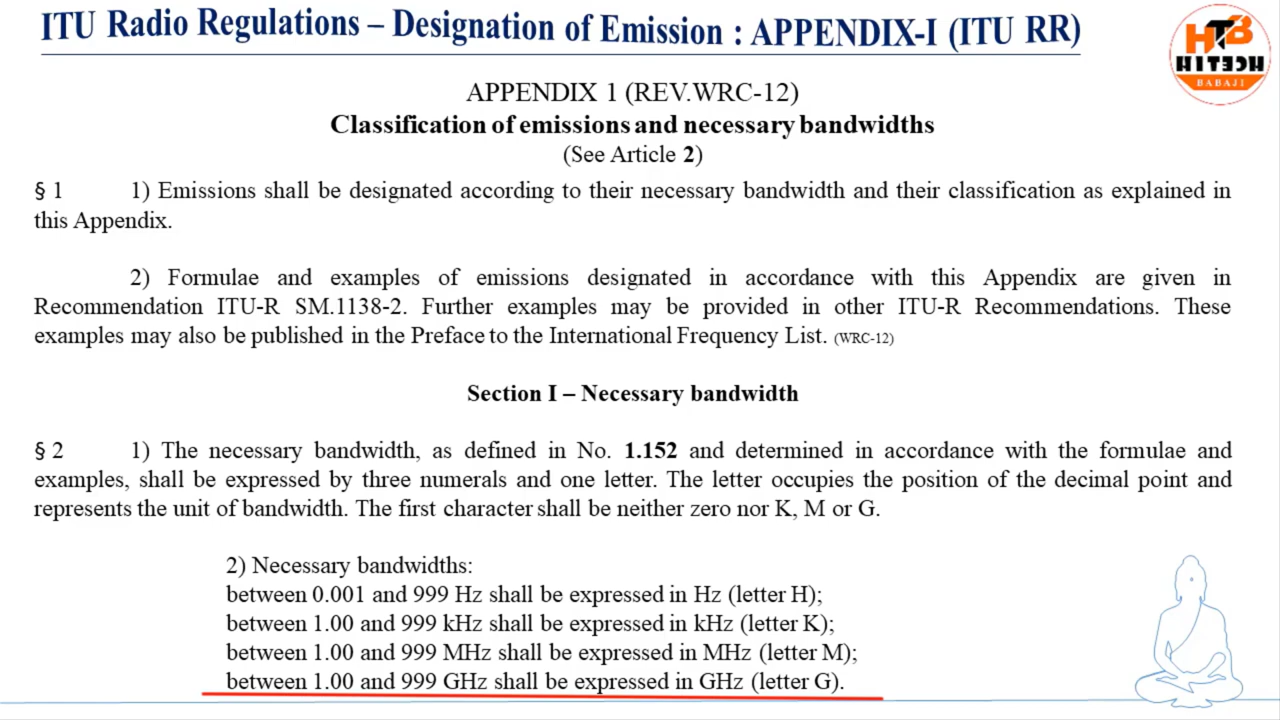 ITU Radio Regulations – Designation of Emission : APPENDIX-I (ITU RR)
HTB
HITECH
BABAJI
APPENDIX 1 (REV.WRC-12)
Classification of emissions and necessary bandwidths
(See Article 2)
§ 1 1) Emissions shall be designated according to their necessary bandwidth and their classification as explained in
this Appendix.
2) Formulae and examples of emissions designated in accordance with this Appendix are given in
Recommendation ITU-R SM.1138-2. Further examples may be provided in other ITU-R Recommendations. These
examples may also be published in the Preface to the International Frequency List. (WRC-12)
Section I – Necessary bandwidth
§ 2 1) The necessary bandwidth, as defined in No. 1.152 and determined in accordance with the formulae and
examples, shall be expressed by three numerals and one letter. The letter occupies the position of the decimal point and
represents the unit of bandwidth. The first character shall be neither zero nor K, M or G.
2) Necessary bandwidths:
between 0.001 and 999 Hz shall be expressed in Hz (letter H);
between 1.00 and 999 kHz shall be expressed in kHz (letter K);
between 1.00 and 999 MHz shall be expressed in MHz (letter M);
between 1.00 and 999 GHz shall be expressed in GHz (letter G).